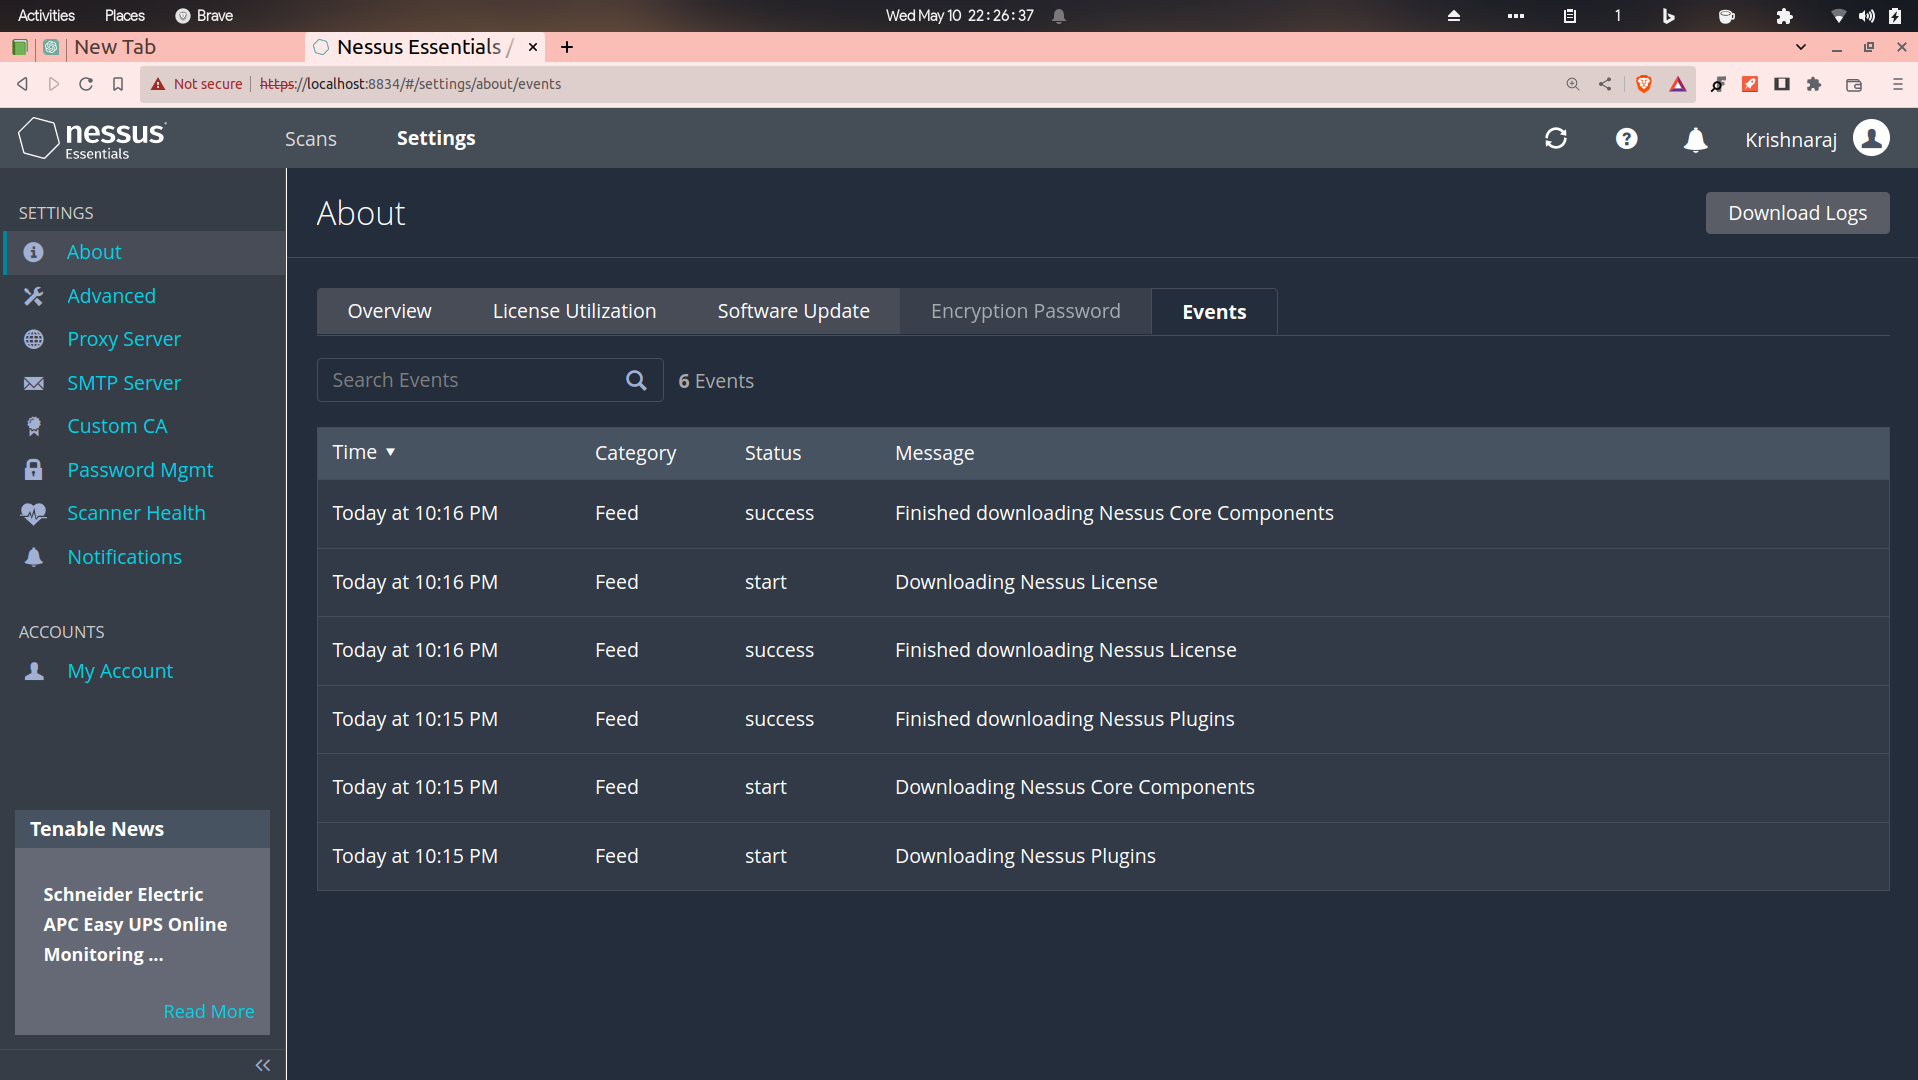 Activities Places Brave Wed May 10 22:26:37 1
New Tab Nessus Essentials /
Not secure https://localhost:8834/#/settings/about/events
nessus Essentials Scans Settings Krishnaraj
SETTINGS
About
Advanced
Proxy Server
SMTP Server
Custom CA
Password Mgmt
Scanner Health
Notifications
ACCOUNTS
My Account
Tenable News
Schneider Electric
APC Easy UPS Online
Monitoring ...
Read More
About Download Logs
Overview License Utilization Software Update Encryption Password Events
Search Events 6 Events
Time Category Status Message
Today at 10:16 PM Feed success Finished downloading Nessus Core Components
Today at 10:16 PM Feed start Downloading Nessus License
Today at 10:16 PM Feed success Finished downloading Nessus License
Today at 10:15 PM Feed success Finished downloading Nessus Plugins
Today at 10:15 PM Feed start Downloading Nessus Core Components
Today at 10:15 PM Feed start Downloading Nessus Plugins